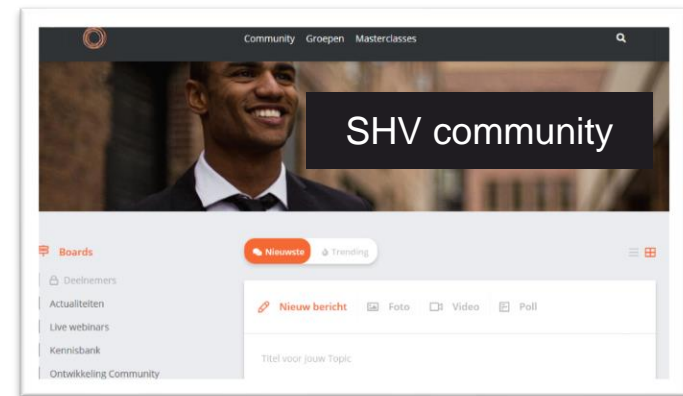 Community Groepen Masterclasses
SHV community
Boards
Nieuwste Trending
Deelnemers
Actualiteiten
Nieuw bericht Foto Video Poll
Live webinars
Kennisbank
Titel voor jouw Topic
Ontwikkeling Community